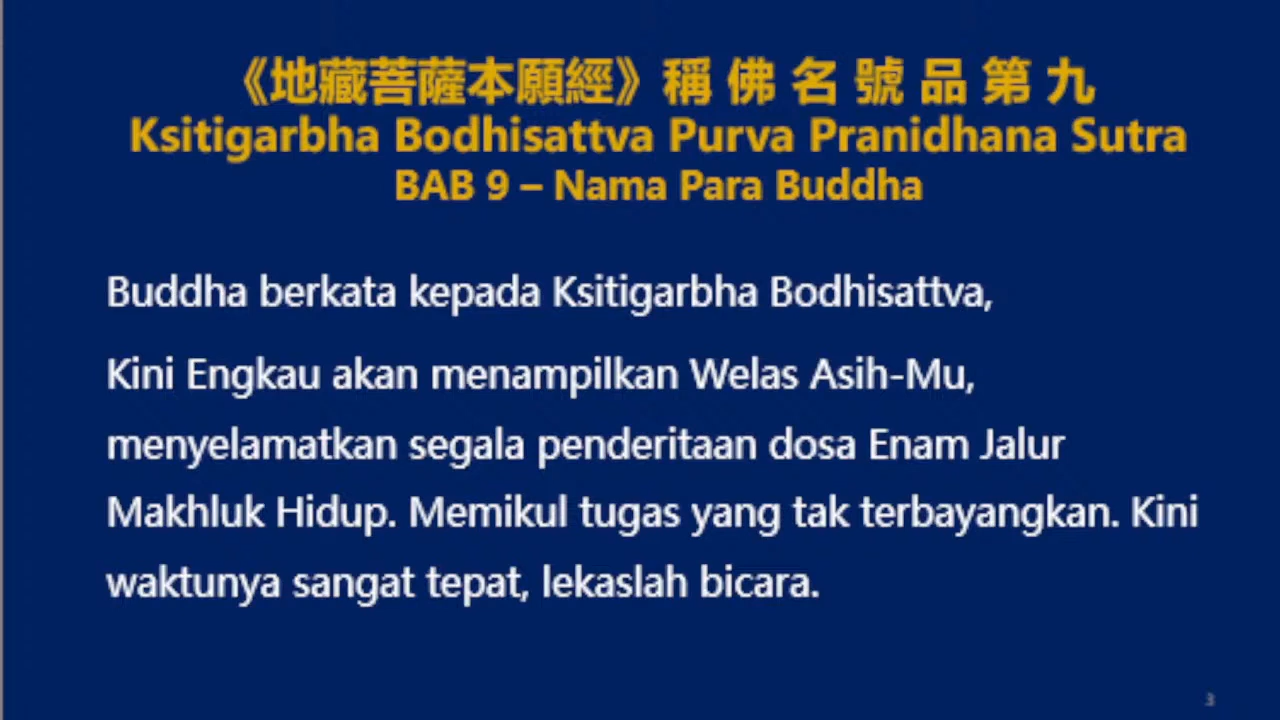 《地藏菩薩本願經》稱 佛 名 號 品 第 九
Ksitigarbha Bodhisattva Purva Pranidhana Sutra
BAB 9 – Nama Para Buddha
Buddha berkata kepada Ksitigarbha Bodhisattva,
Kini Engkau akan menampilkan Welas Asih-Mu,
menyelamatkan segala penderitaan dosa Enam Jalur
Makhluk Hidup. Memikul tugas yang tak terbayangkan. Kini
waktunya sangat tepat, lekaslah bicara.
3